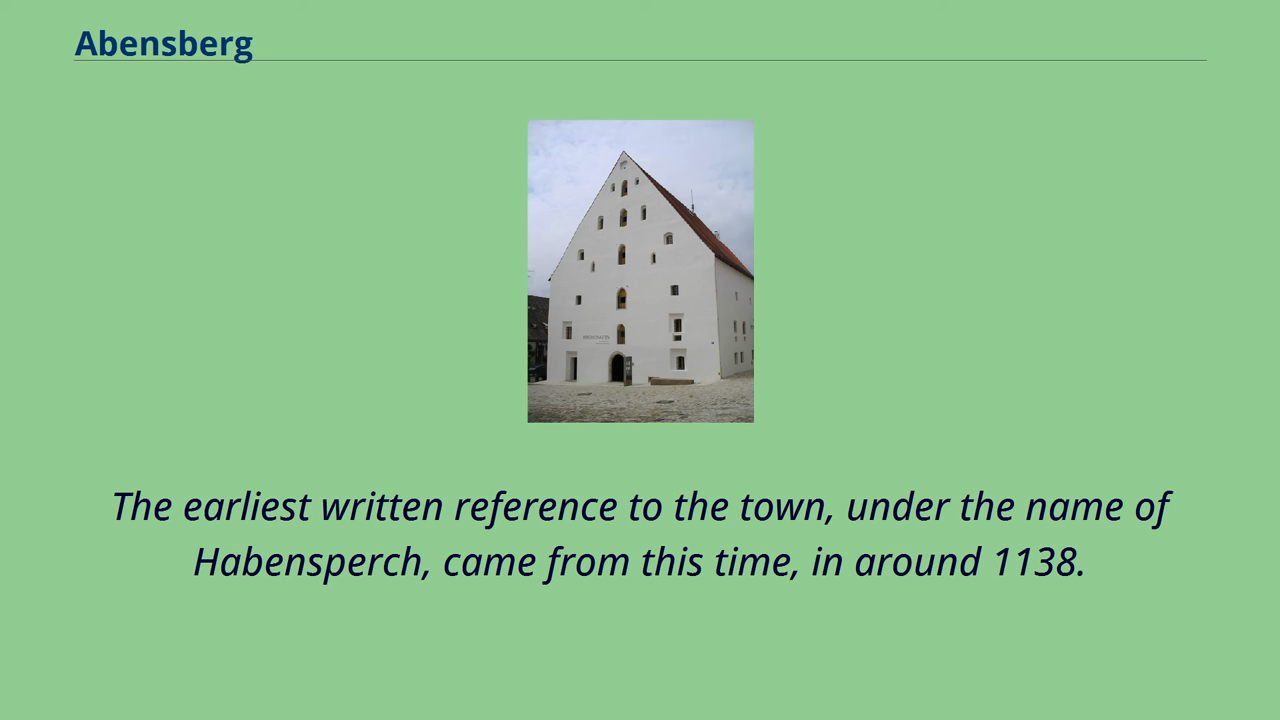 Abensberg
The earliest written reference to the town, under the name of
Habensperch, came from this time, in around 1138.